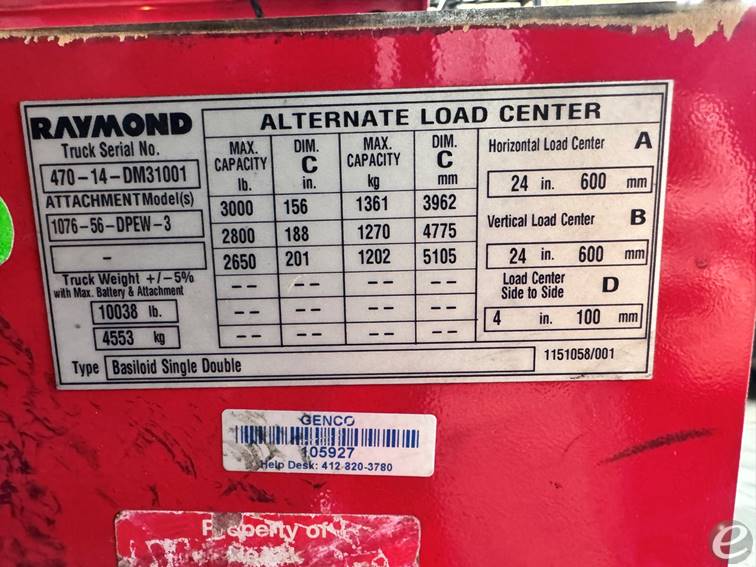 RAYMOND
Truck Serial No.
470-14-DM31001
ATTACHMENT Model(s)
1076-56-DPEW-3
-
Truck Weight +/-5%
with Max. Battery & Attachment
10038 lb.
4553 kg
ALTERNATE LOAD CENTER
MAX. CAPACITY lb. DIM. C in. MAX. CAPACITY kg DIM. C mm
3000 156 1361 3962
2800 188 1270 4775
2650 201 1202 5105
-- -- -- --
-- -- -- --
-- -- -- --
Horizontal Load Center A
24 in. 600 mm
Vertical Load Center B
24 in. 600 mm
Load Center
Side to Side D
4 in. 100 mm
Type Basiloid Single Double
1151058/001
GENCO
105927
Help Desk: 412 820-3780
Property of
e